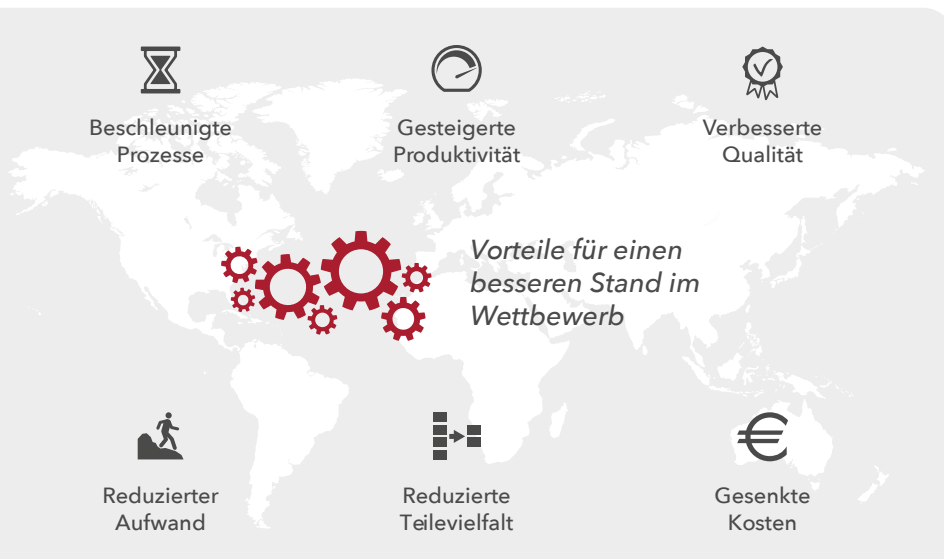 Beschleunigte
Prozesse
Gesteigerte
Produktivität
Verbesserte
Qualität
Vorteile für einen
besseren Stand im
Wettbewerb
Reduzierter
Aufwand
Reduzierte
Teilevielfalt
Gesenkte
Kosten